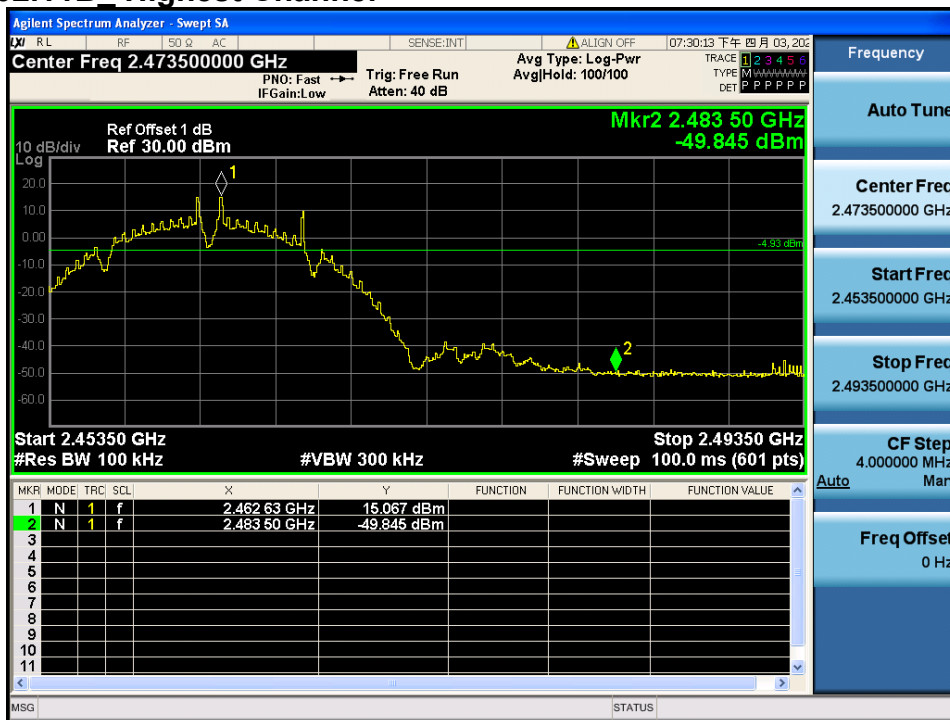 Highest Channel
Agilent Spectrum Analyzer - Swept SA
LXI RL RF 50 Ω AC SENSE:INT ALIGN OFF 07:30:13 下午 四月 03, 202
Center Freq 2.473500000 GHz
PNO: Fast
IFGain:Low
Trig: Free Run
Atten: 40 dB
Avg Type: Log-Pwr
Avg|Hold: 100/100
TRACE 1 2 3 4 5 6
TYPE M
DET P P P P P P
Mkr2 2.483 50 GHz
-49.845 dBm
Ref Offset 1 dB
10 dB/div Ref 30.00 dBm
Log
20.0
10.0
0.00
-10.0
-20.0
-30.0
-40.0
-50.0
-60.0
1
2
-4.93 dBm
Start 2.45350 GHz Stop 2.49350 GHz
#Res BW 100 kHz #VBW 300 kHz #Sweep 100.0 ms (601 pts)
MKR MODE TRC SCL X Y FUNCTION FUNCTION WIDTH FUNCTION VALUE
1 N 1 f 2.462 63 GHz 15.067 dBm
2 N 1 f 2.483 50 GHz -49.845 dBm
3
4
5
6
7
8
9
10
11
MSG STATUS
Frequency
Auto Tune
Center Freq
2.473500000 GHz
Start Freq
2.453500000 GHz
Stop Freq
2.493500000 GHz
CF Step
4.000000 MHz
Auto Man
Freq Offset
0 Hz